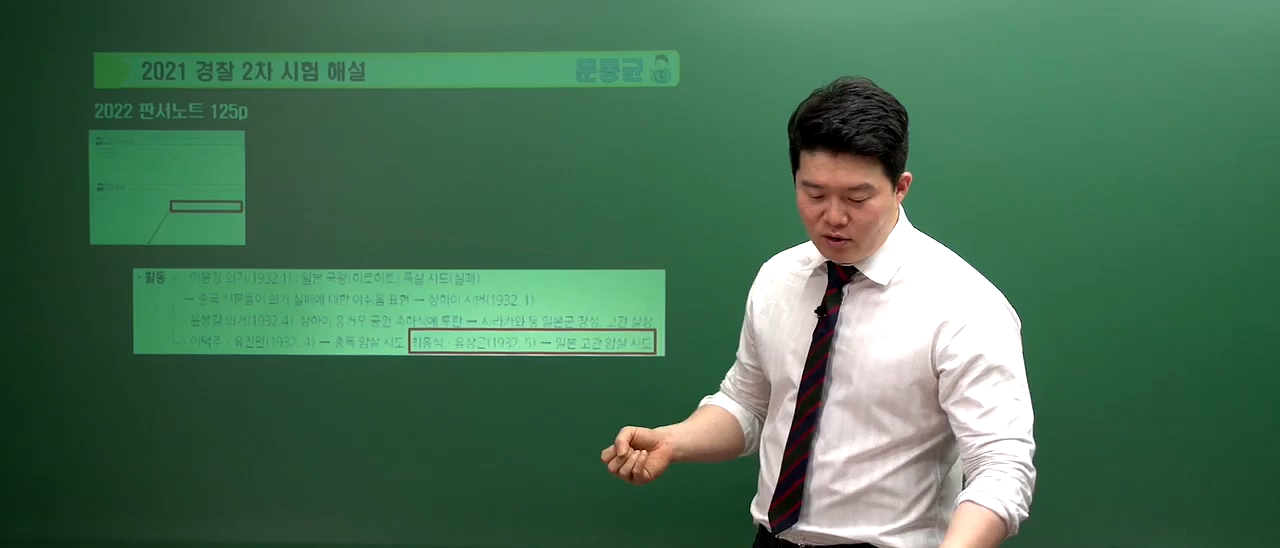 2021 경찰 2차 시험 해설
문동균
2022 판서노트 125p
· 활동 - · 이봉창 의거(1932.1) : 일본 국왕(히로히토) 폭살 시도(실패)
→ 중국 신문들이 의거 실패에 대한 아쉬움 표현 → 상하이 사변(1932. 1)
· 윤봉길 의거(1932.4) 상하이 훙커우 공원 축하식에 투탄 → 시라카와 등 일본군 장성, 고관 살상
· 이덕주 · 유진만(1932. 4) → 총독 암살 시도 최흥식 · 유상근(1932. 5) → 일본 고관 암살 시도